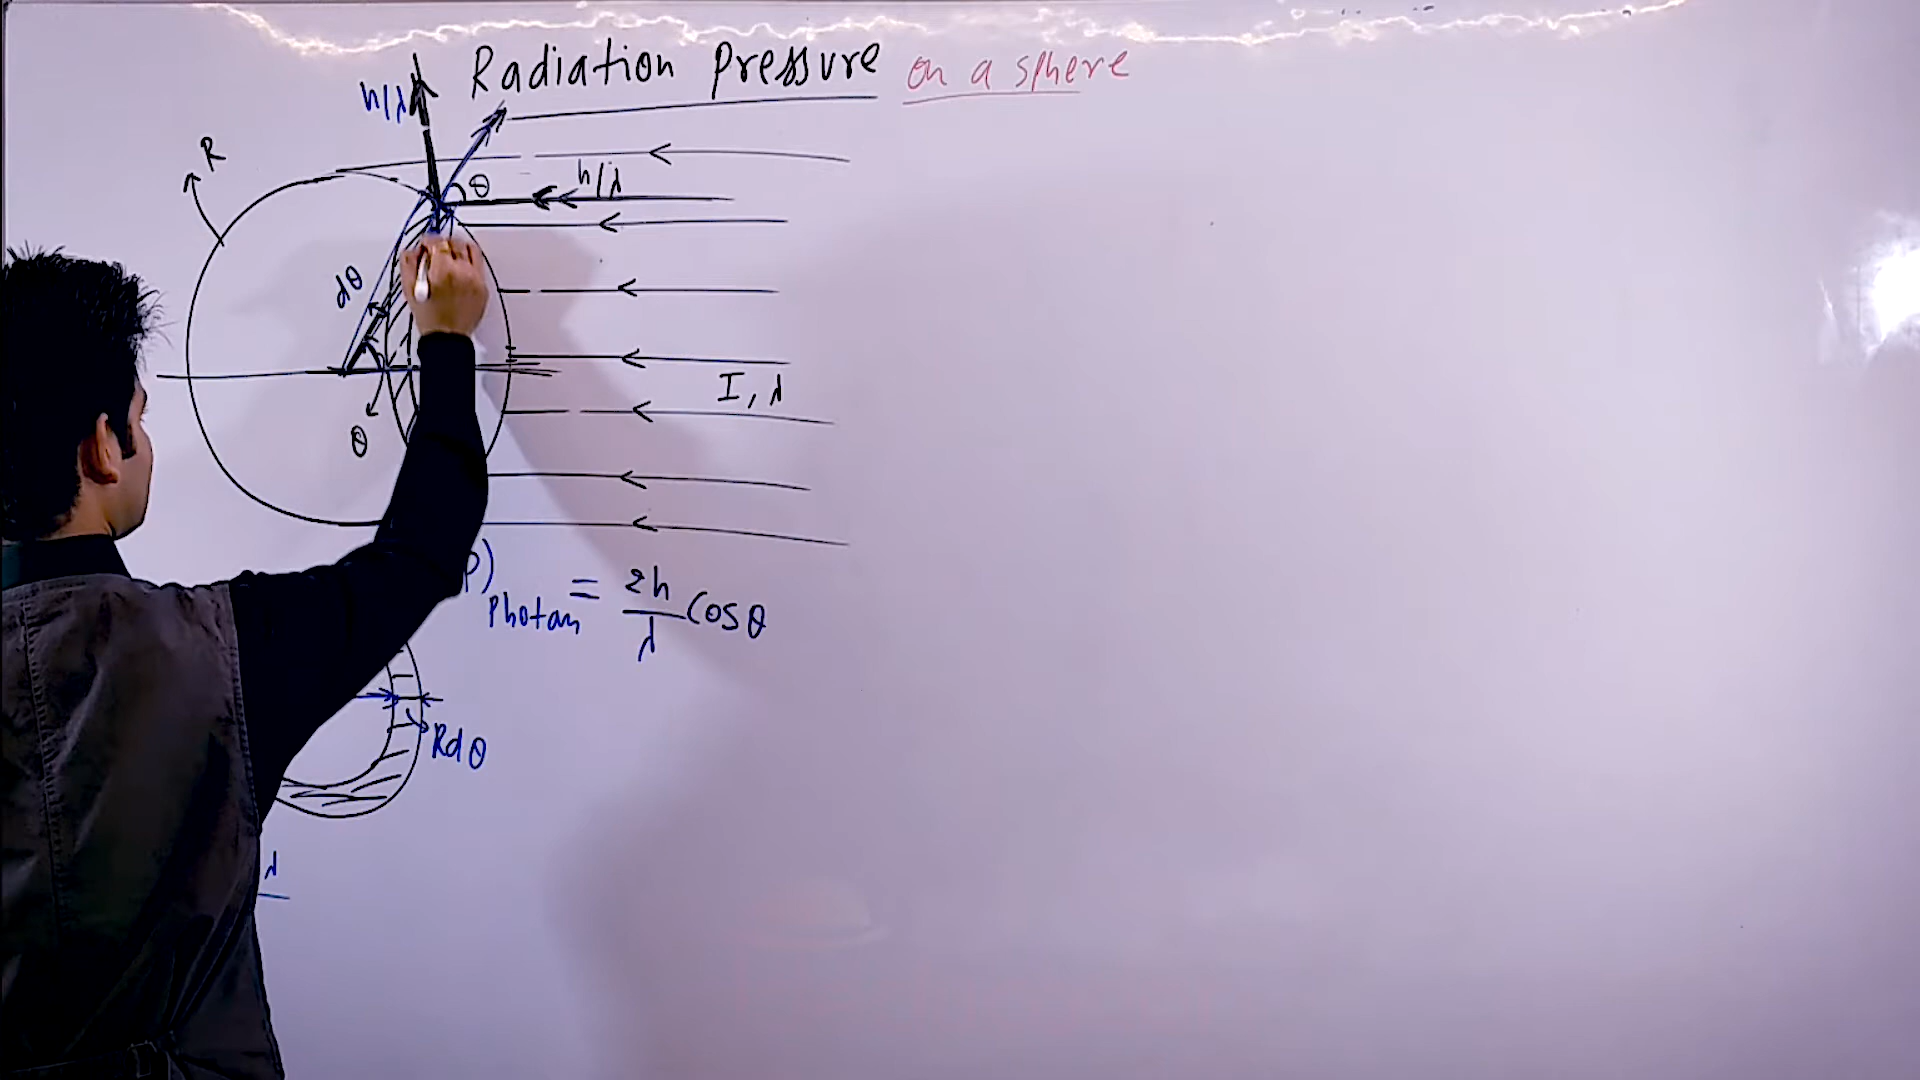 Radiation Pressure on a sphere
h/λ
R
θ
h/λ
dθ
I, λ
θ
P)Photon = 2h/λ Cosθ
Rdθ
λ